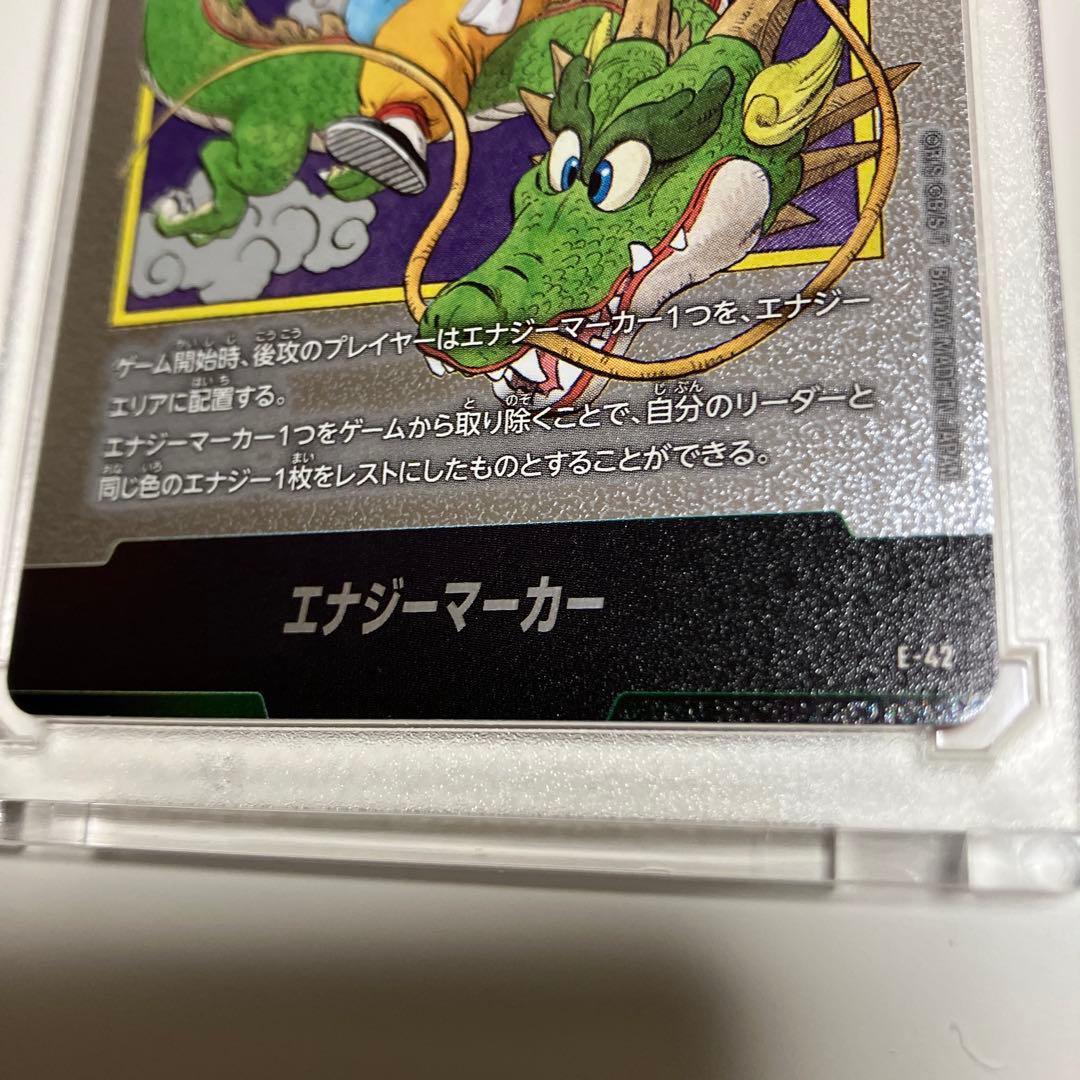 ゲーム開始時、後攻のプレイヤーはエナジーマーカー1つを、エナジー
エリアに配置する。
エナジーマーカー1つをゲームから取り除くことで、自分のリーダーと
同じ色のエナジー1枚をレストにしたものとすることができる。
エナジーマーカー
E-42
BANDAI MADE IN JAPAN